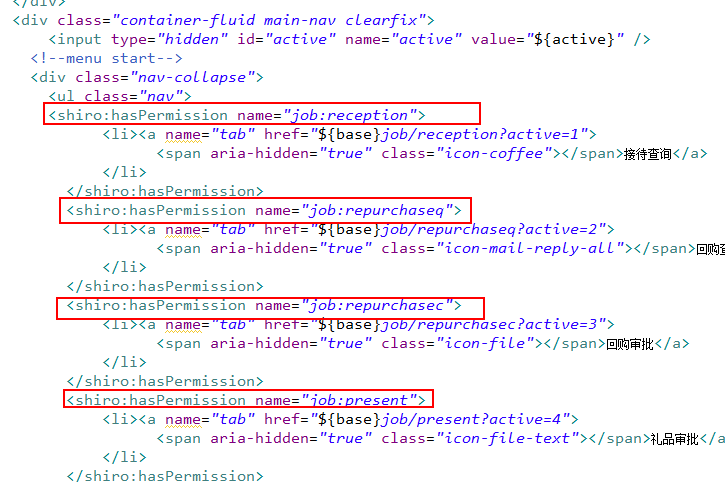 </div>
<div class="container-fluid main-nav clearfix">
<input type="hidden" id="active" name="active" value="${active}" />
<!--menu start-->
<div class="nav-collapse">
<ul class="nav">
<shiro:hasPermission name="job:reception">
<li><a name="tab" href="${base}job/reception?active=1">
<span aria-hidden="true" class="icon-coffee"></span>接待查询</a>
</li>
</shiro:hasPermission>
<shiro:hasPermission name="job:repurchaseq">
<li><a name="tab" href="${base}job/repurchaseq?active=2">
<span aria-hidden="true" class="icon-mail-reply-all"></span>回购
</li>
</shiro:hasPermission>
<shiro:hasPermission name="job:repurchasec">
<li><a name="tab" href="${base}job/repurchasec?active=3">
<span aria-hidden="true" class="icon-file"></span>回购审批</a>
</li>
</shiro:hasPermission>
<shiro:hasPermission name="job:present">
<li><a name="tab" href="${base}job/present?active=4">
<span aria-hidden="true" class="icon-file-text"></span>礼品审批</a
</li>
</shiro:hasPermission>